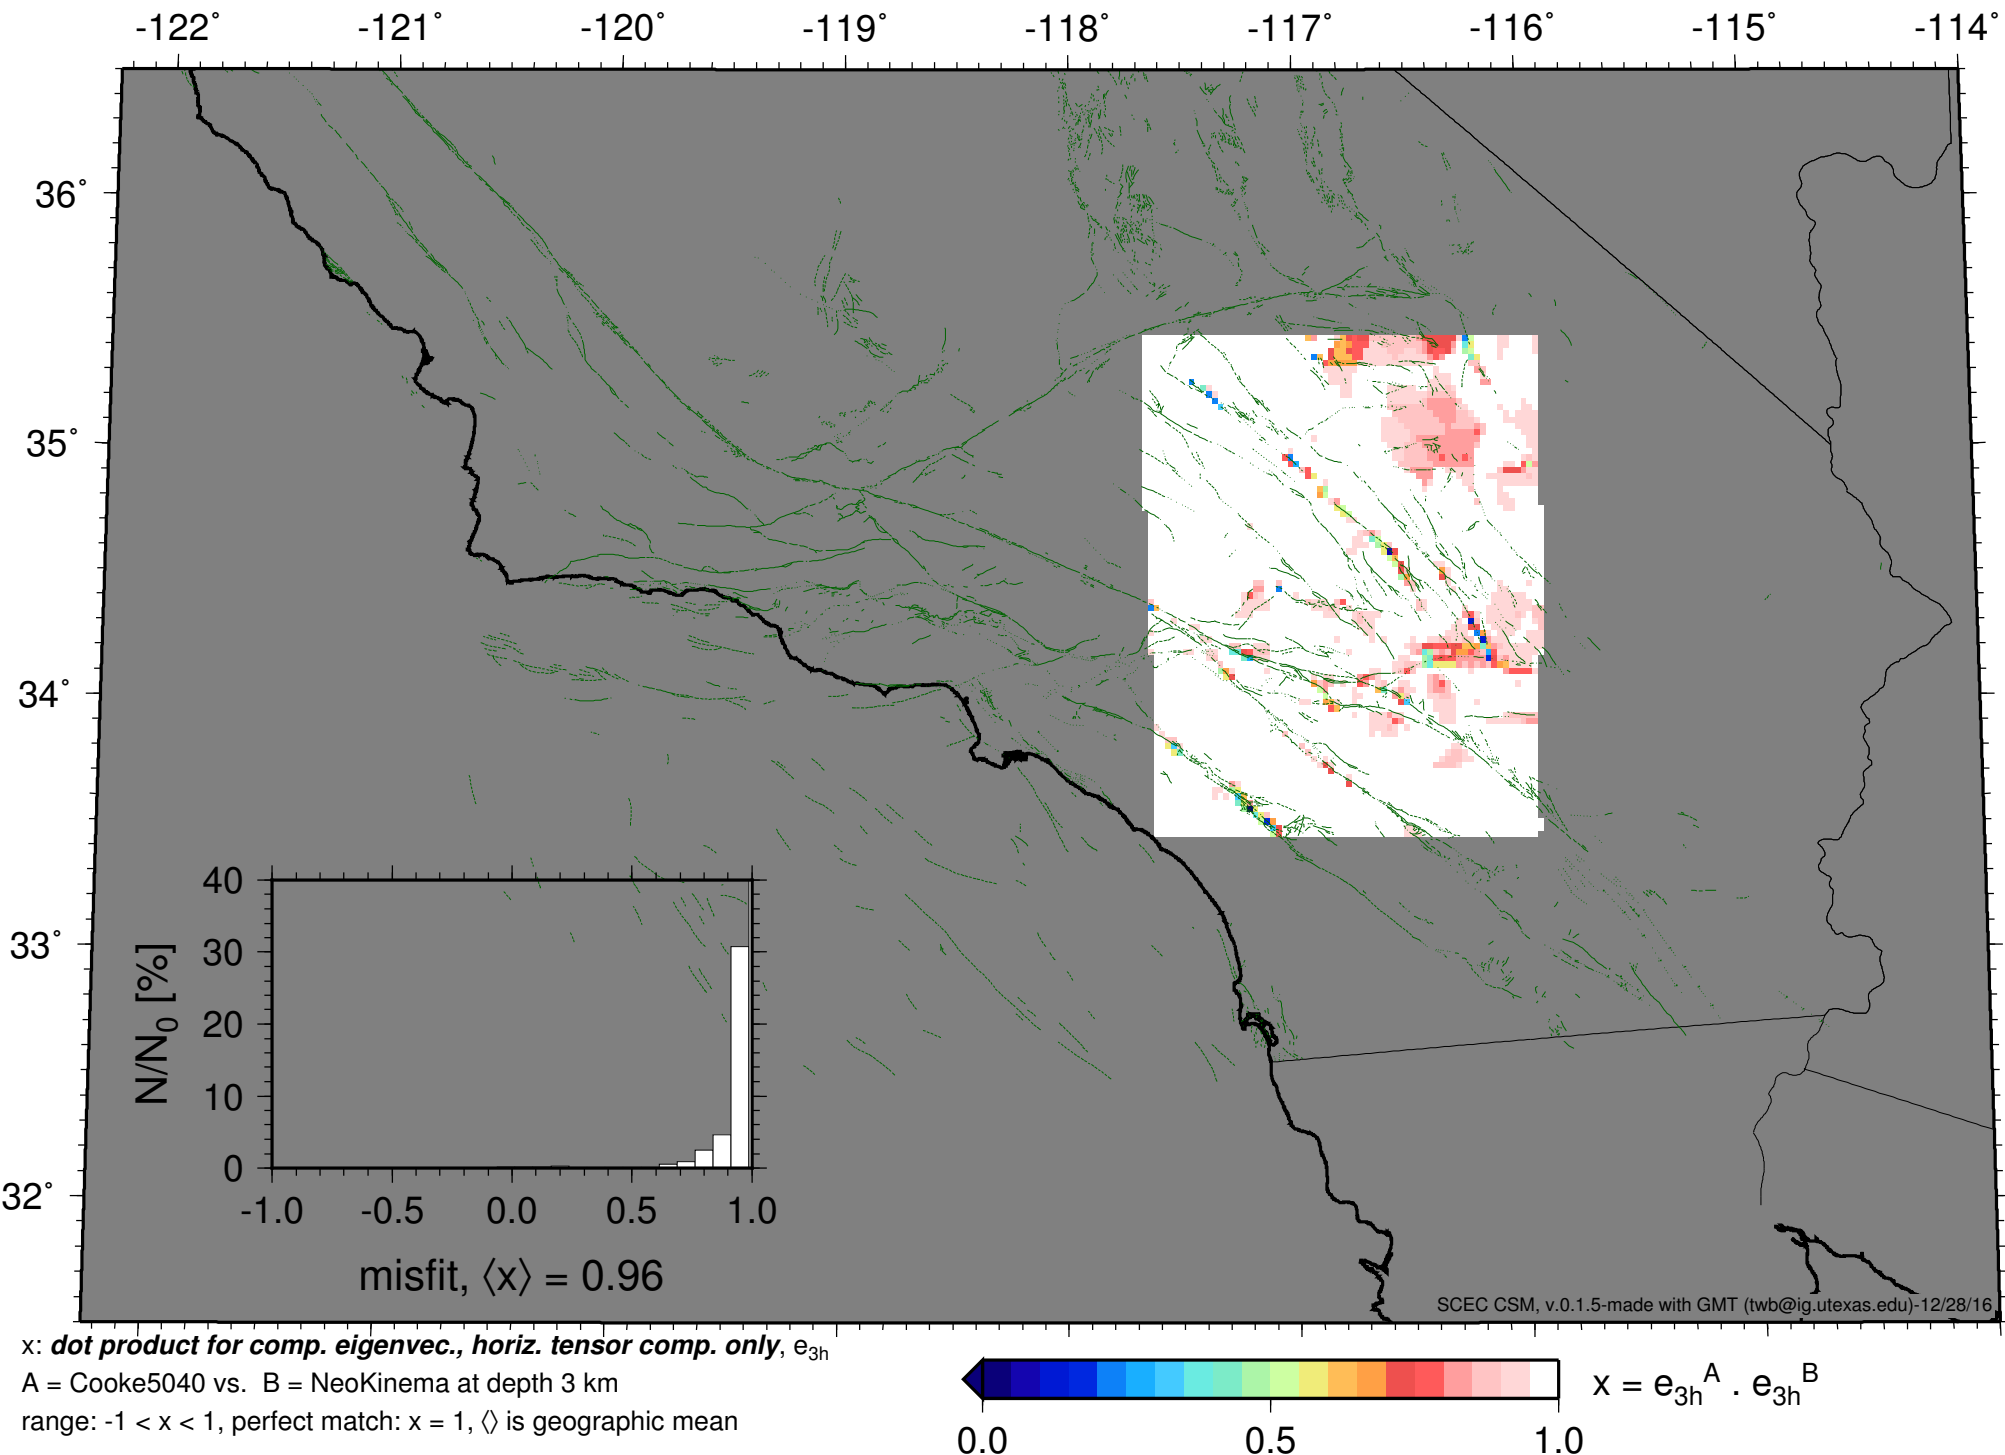 -122° -121° -120° -119° -118° -117° -116° -115° -114°
36°
35°
34°
33°
32°
40
30
20
10
0
N/N0 [%]
-1.0 -0.5 0.0 0.5 1.0
misfit, ⟨x⟩ = 0.96
SCEC CSM, v.0.1.5-made with GMT (twb@ig.utexas.edu)-12/28/16
x: dot product for comp. eigenvec., horiz. tensor comp. only, e3h
A = Cooke5040 vs. B = NeoKinema at depth 3 km
range: -1 < x < 1, perfect match: x = 1, ⟨⟩ is geographic mean
x = e3h^A . e3h^B
0.0 0.5 1.0